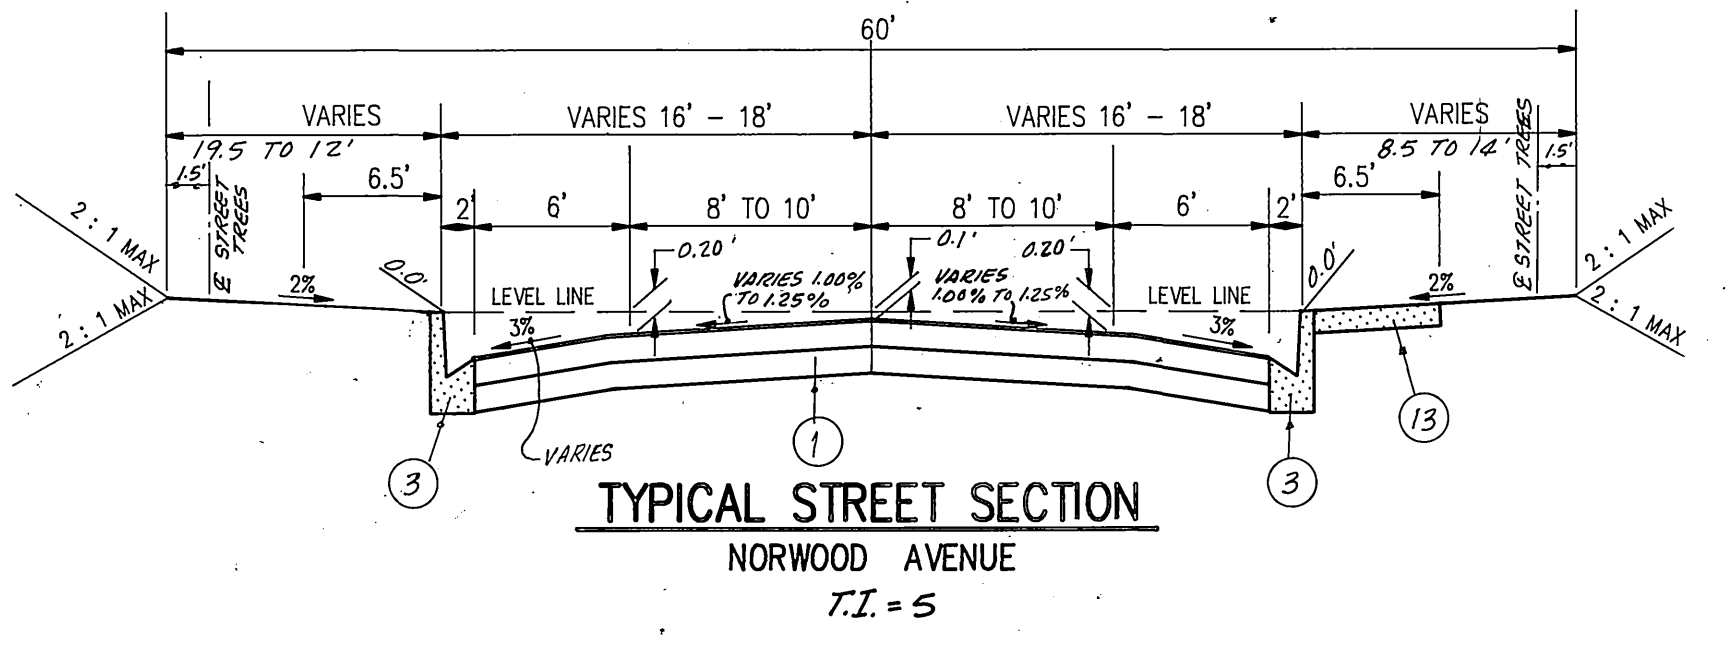 60'
VARIES
VARIES 16' - 18'
VARIES 16' - 18'
VARIES
19.5 TO 12'
8.5 TO 14'
1.5'
1.5'
6.5'
6.5'
2'
6'
8' TO 10'
8' TO 10'
6'
2'
℄ STREET TREES
℄ STREET TREES
2 : 1 MAX
2 : 1 MAX
2 : 1 MAX
2 : 1 MAX
2%
0.0'
LEVEL LINE
0.20'
VARIES 1.00%
TO 1.25%
0.1'
VARIES
1.00% TO 1.25%
0.20'
LEVEL LINE
0.0'
2%
3%
3%
VARIES
3
1
3
13
TYPICAL STREET SECTION
NORWOOD AVENUE
T.I. = 5